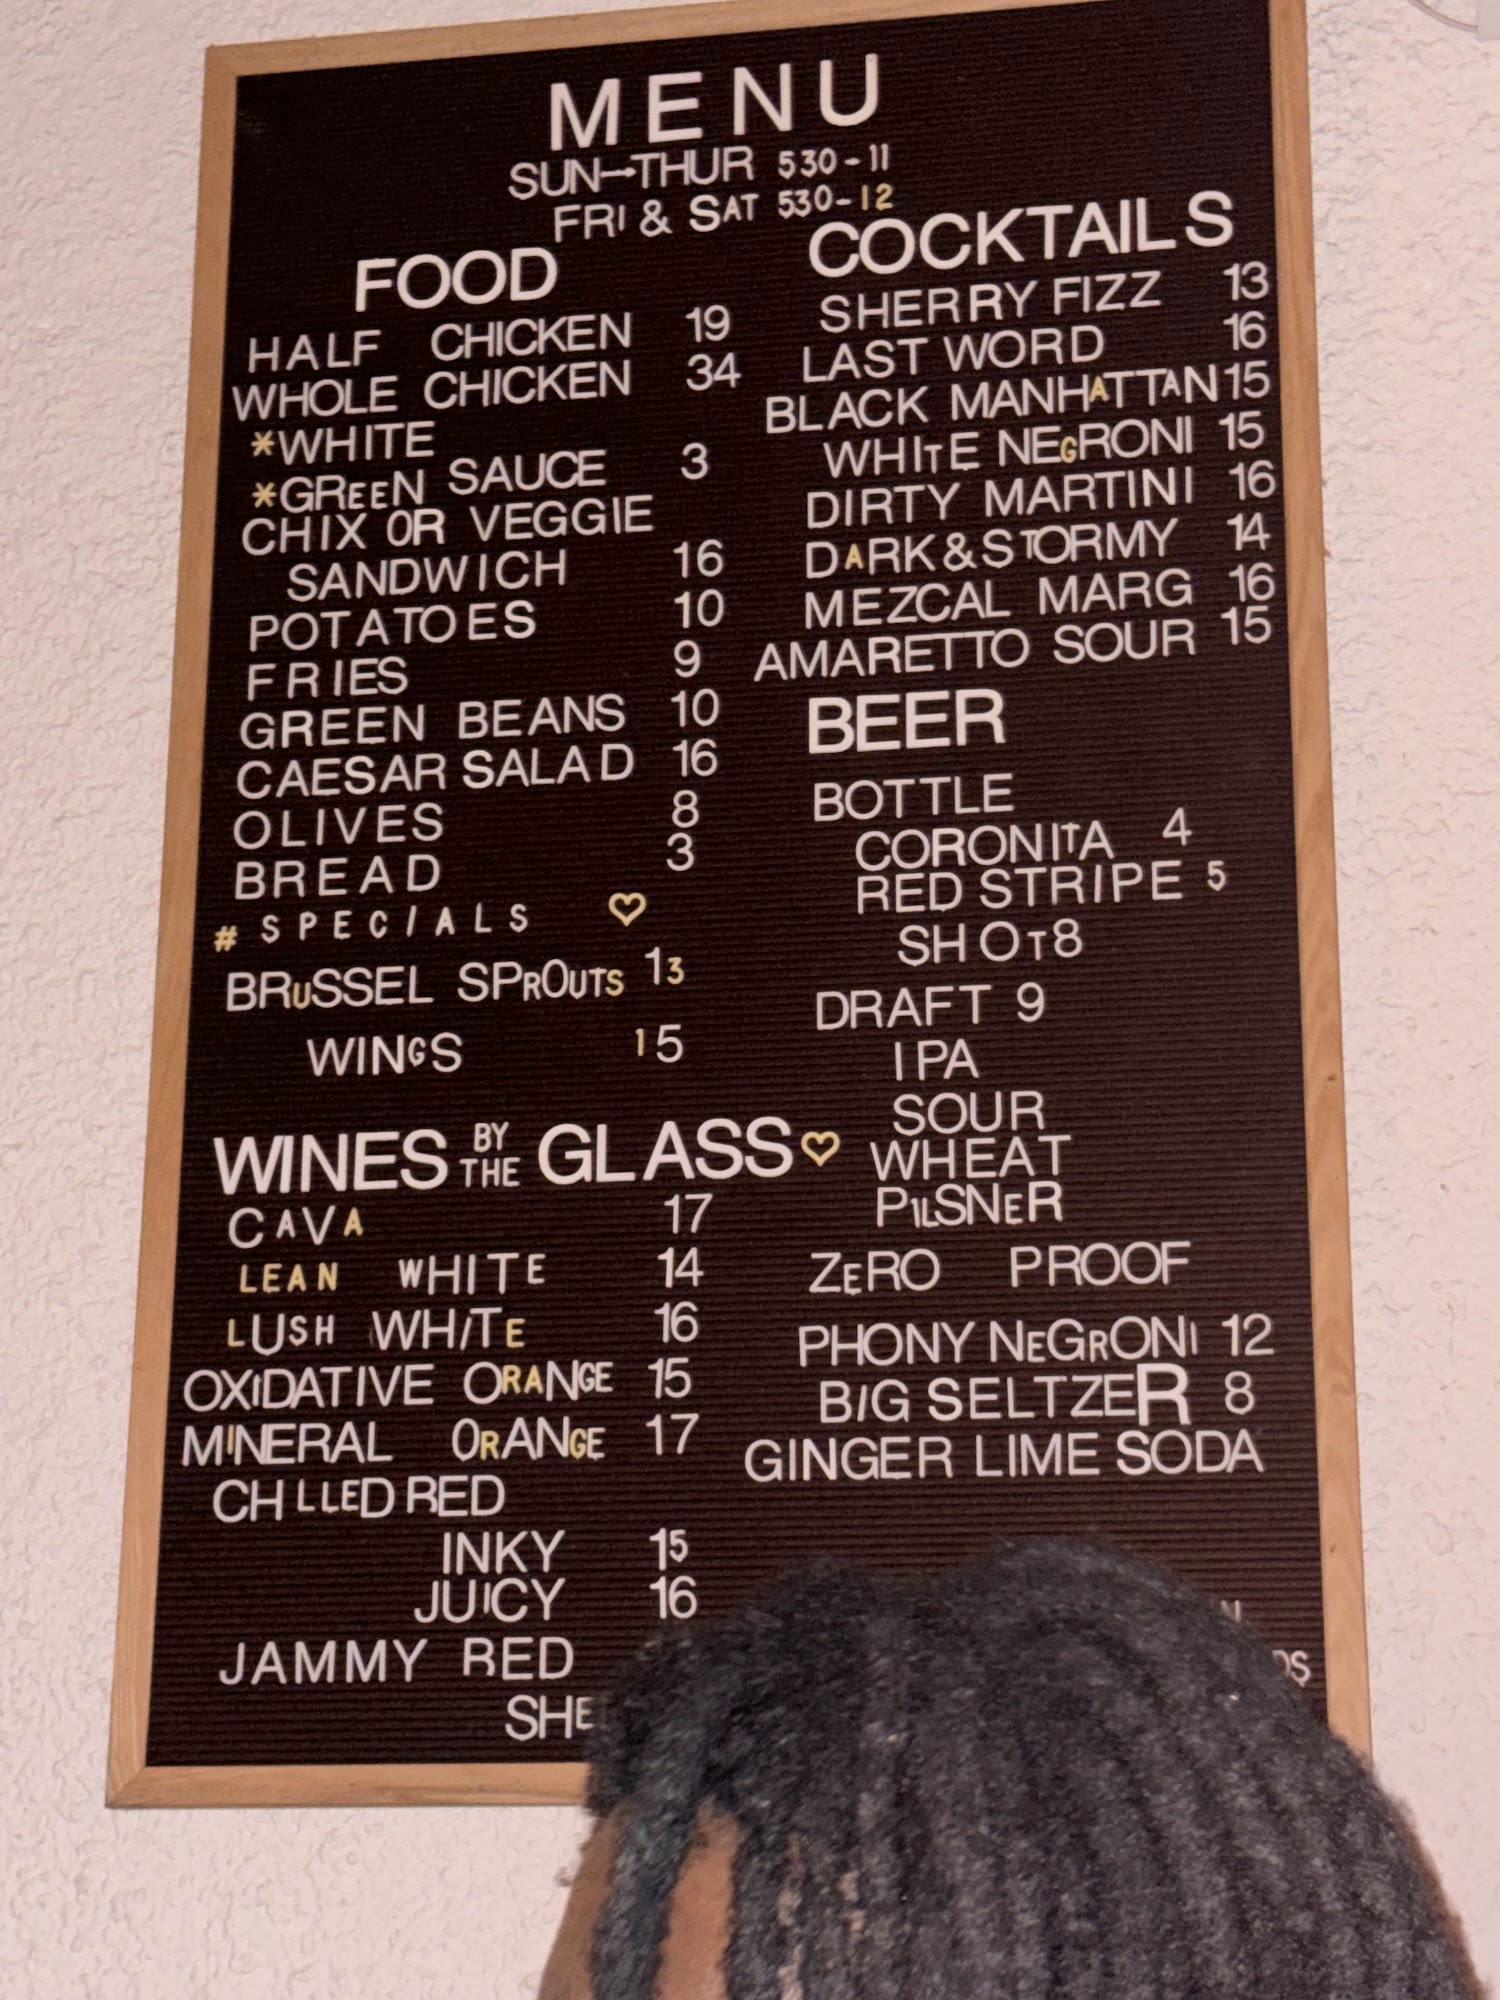 MENU
SUN-THUR 530-11
FRI & SAT 530-12
FOOD
HALF CHICKEN 19
WHOLE CHICKEN 34
*WHITE
*GREEN SAUCE 3
CHIX OR VEGGIE
SANDWICH 16
POTATOES 10
FRIES 9
GREEN BEANS 10
CAESAR SALAD 16
OLIVES 8
BREAD 3
# SPECIALS ♡
BRUSSEL SPROUTS 13
WINGS 15
WINES BY THE GLASS ♡
CAVA 17
LEAN WHITE 14
LUSH WHITE 16
OXIDATIVE ORANGE 15
MINERAL ORANGE 17
CHLLED RED
INKY 15
JUICY 16
JAMMY RED
COCKTAILS
SHERRY FIZZ 13
LAST WORD 16
BLACK MANHATTAN 15
WHITE NEGRONI 15
DIRTY MARTINI 16
DARK & STORMY 14
MEZCAL MARG 16
AMARETTO SOUR 15
BEER
BOTTLE
CORONITA 4
RED STRIPE 5
SHOT 8
DRAFT 9
IPA
SOUR
WHEAT
PILSNER
ZERO PROOF
PHONY NEGRONI 12
BIG SELTZER 8
GINGER LIME SODA